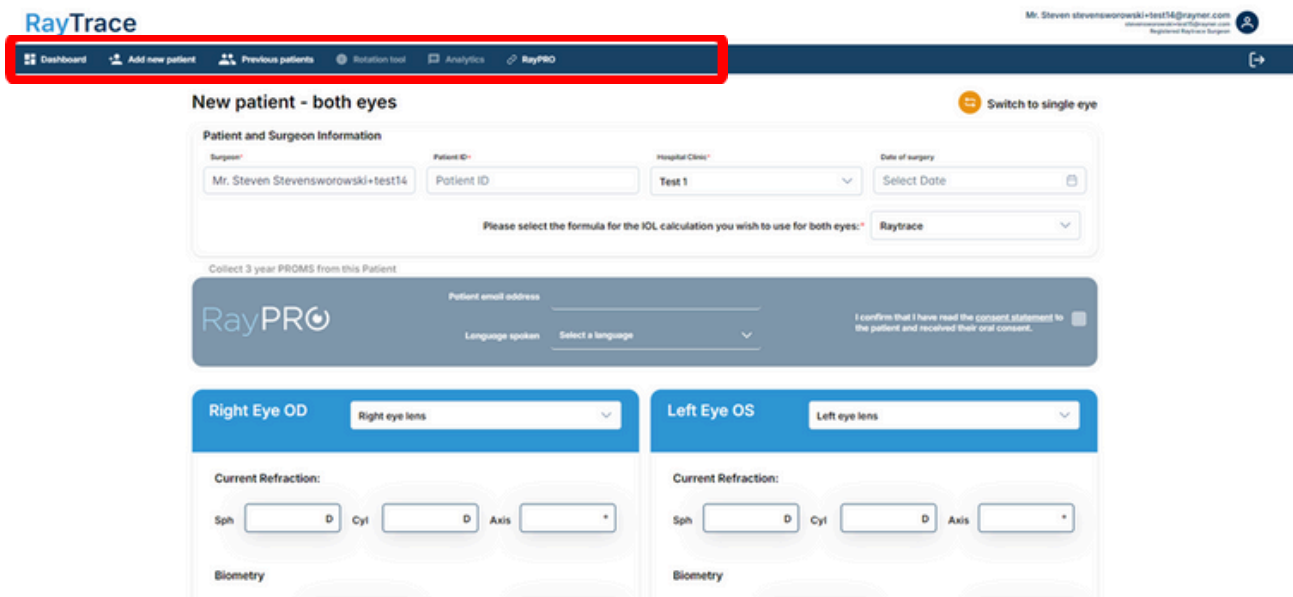 RayTrace
Mr. Steven stevensworowski+test14@rayner.com
stevensworowski+test15@rayner.com
Registered Raytrace Surgeon
Dashboard Add new patient Previous patients Rotation tool Analytics RayPRO
New patient - both eyes Switch to single eye
Patient and Surgeon Information
Surgeon* Patient ID* Hospital Clinic* Date of surgery
Mr. Steven Stevensworowski+test14 Patient ID Test 1 Select Date
Please select the formula for the IOL calculation you wish to use for both eyes:* Raytrace
Collect 3 year PROMS from this Patient
RayPRO
Patient email address
Language spoken Select a language
I confirm that I have read the consent statement to
the patient and received their oral consent.
Right Eye OD Right eye lens
Left Eye OS Left eye lens
Current Refraction: Current Refraction:
Sph D Cyl D Axis ° Sph D Cyl D Axis °
Biometry Biometry